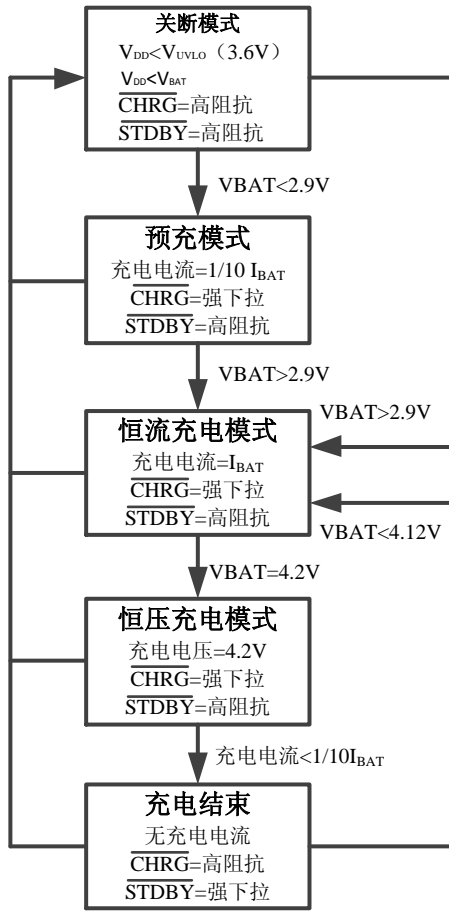 关断模式
VDD<VUVLO（3.6V）
VDD<VBAT
CHRG=高阻抗
STDBY=高阻抗
VBAT<2.9V
预充模式
充电电流=1/10 IBAT
CHRG=强下拉
STDBY=高阻抗
VBAT>2.9V
恒流充电模式
充电电流=IBAT
CHRG=强下拉
STDBY=高阻抗
VBAT>2.9V
VBAT<4.12V
VBAT=4.2V
恒压充电模式
充电电压=4.2V
CHRG=强下拉
STDBY=高阻抗
充电电流<1/10IBAT
充电结束
无充电电流
CHRG=高阻抗
STDBY=强下拉